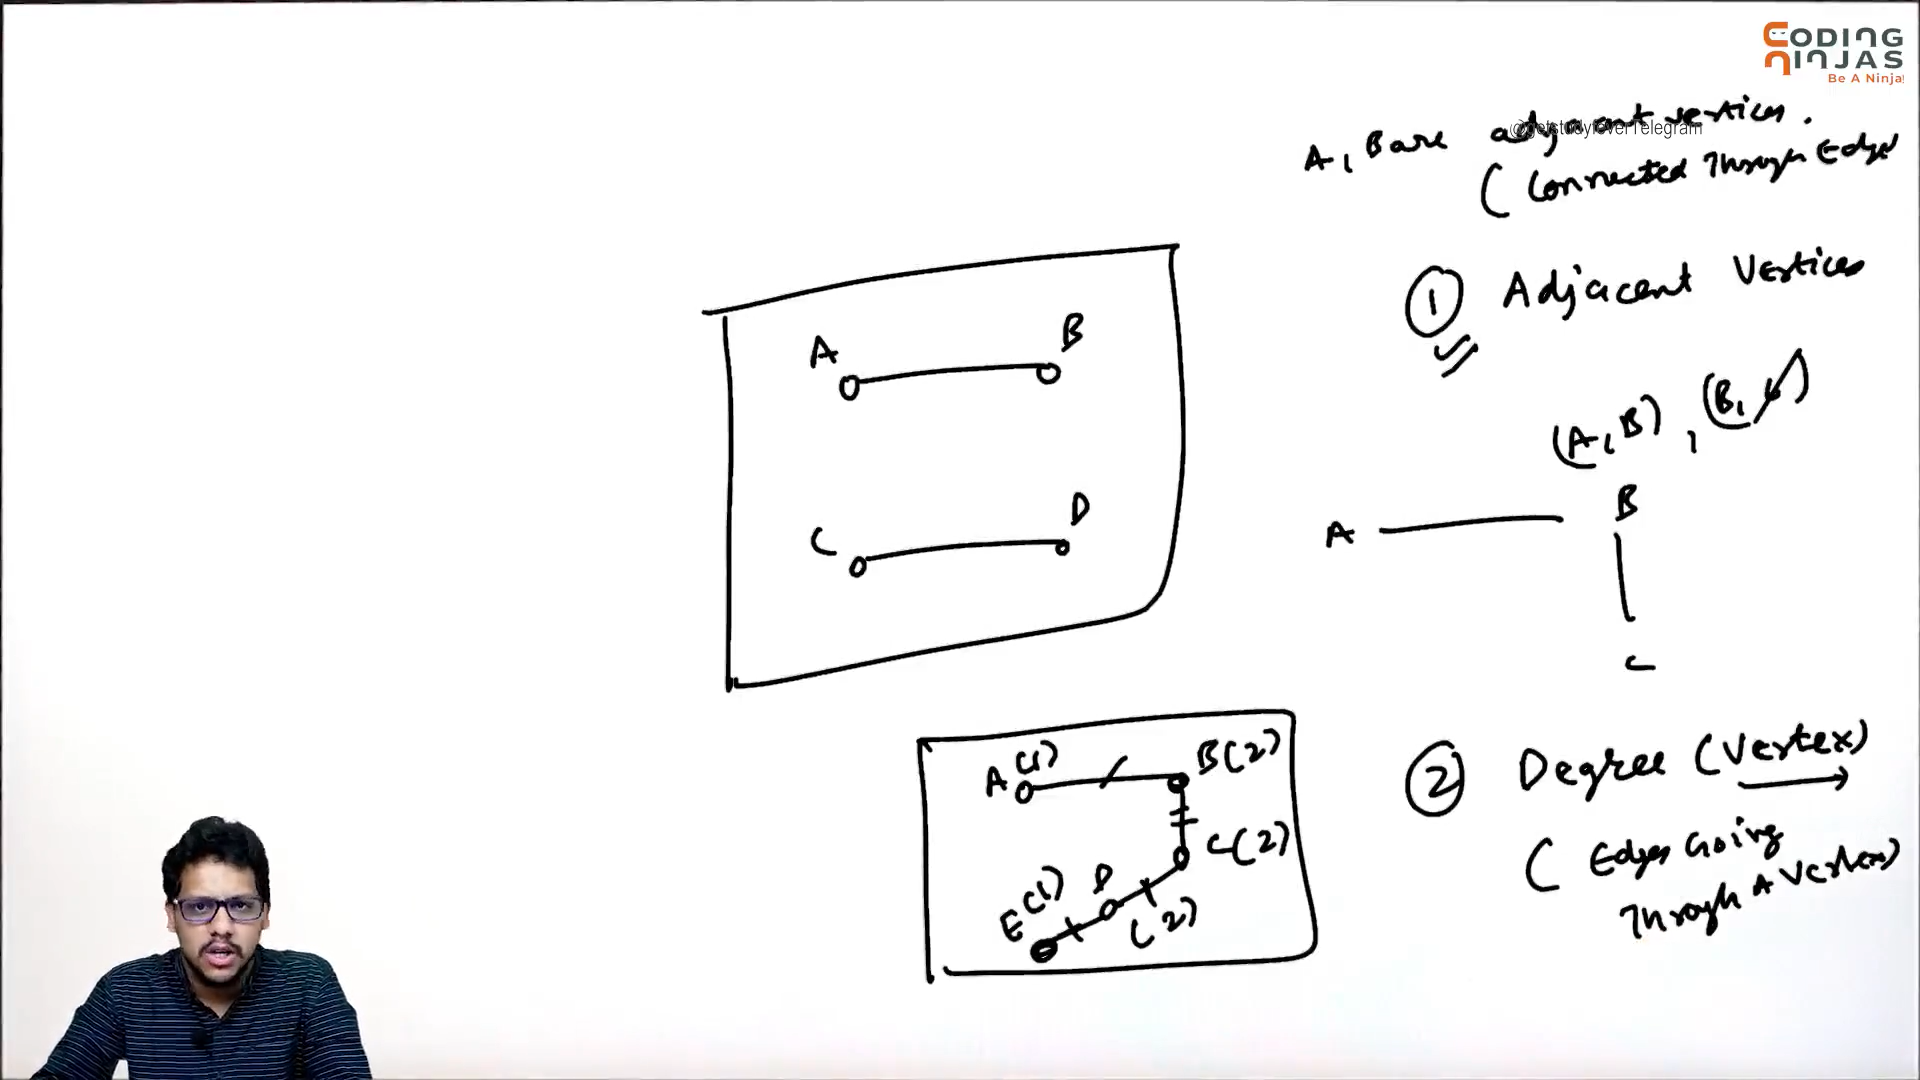 CODING
NINJAS
Be A Ninja!
@getstudyfeverTelegram
A, B are adjacent vertices.
( Connected Through Edge
1 Adjacent Vertices
(A, B) , (B, C)
A B
C
A B
C D
2 Degree (Vertex)
( Edges Going
Through A Vertex)
A (1) B (2)
C (2)
E (1) D (2)